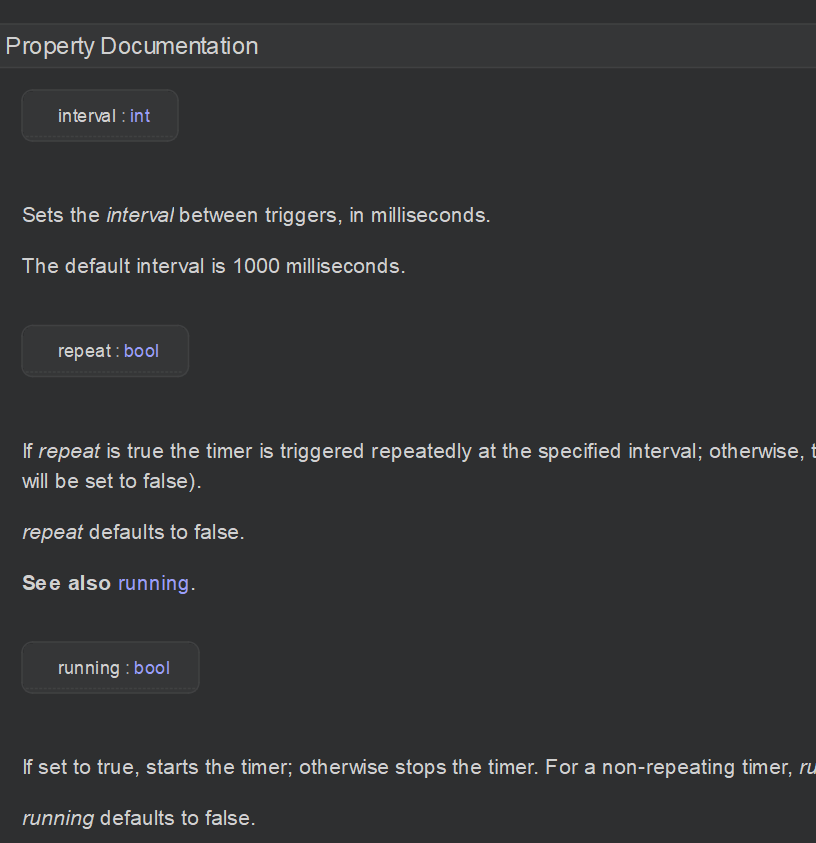 Property Documentation
interval : int
Sets the interval between triggers, in milliseconds.
The default interval is 1000 milliseconds.
repeat : bool
If repeat is true the timer is triggered repeatedly at the specified interval; otherwise,
will be set to false).
repeat defaults to false.
See also running.
running : bool
If set to true, starts the timer; otherwise stops the timer. For a non-repeating timer,
running defaults to false.